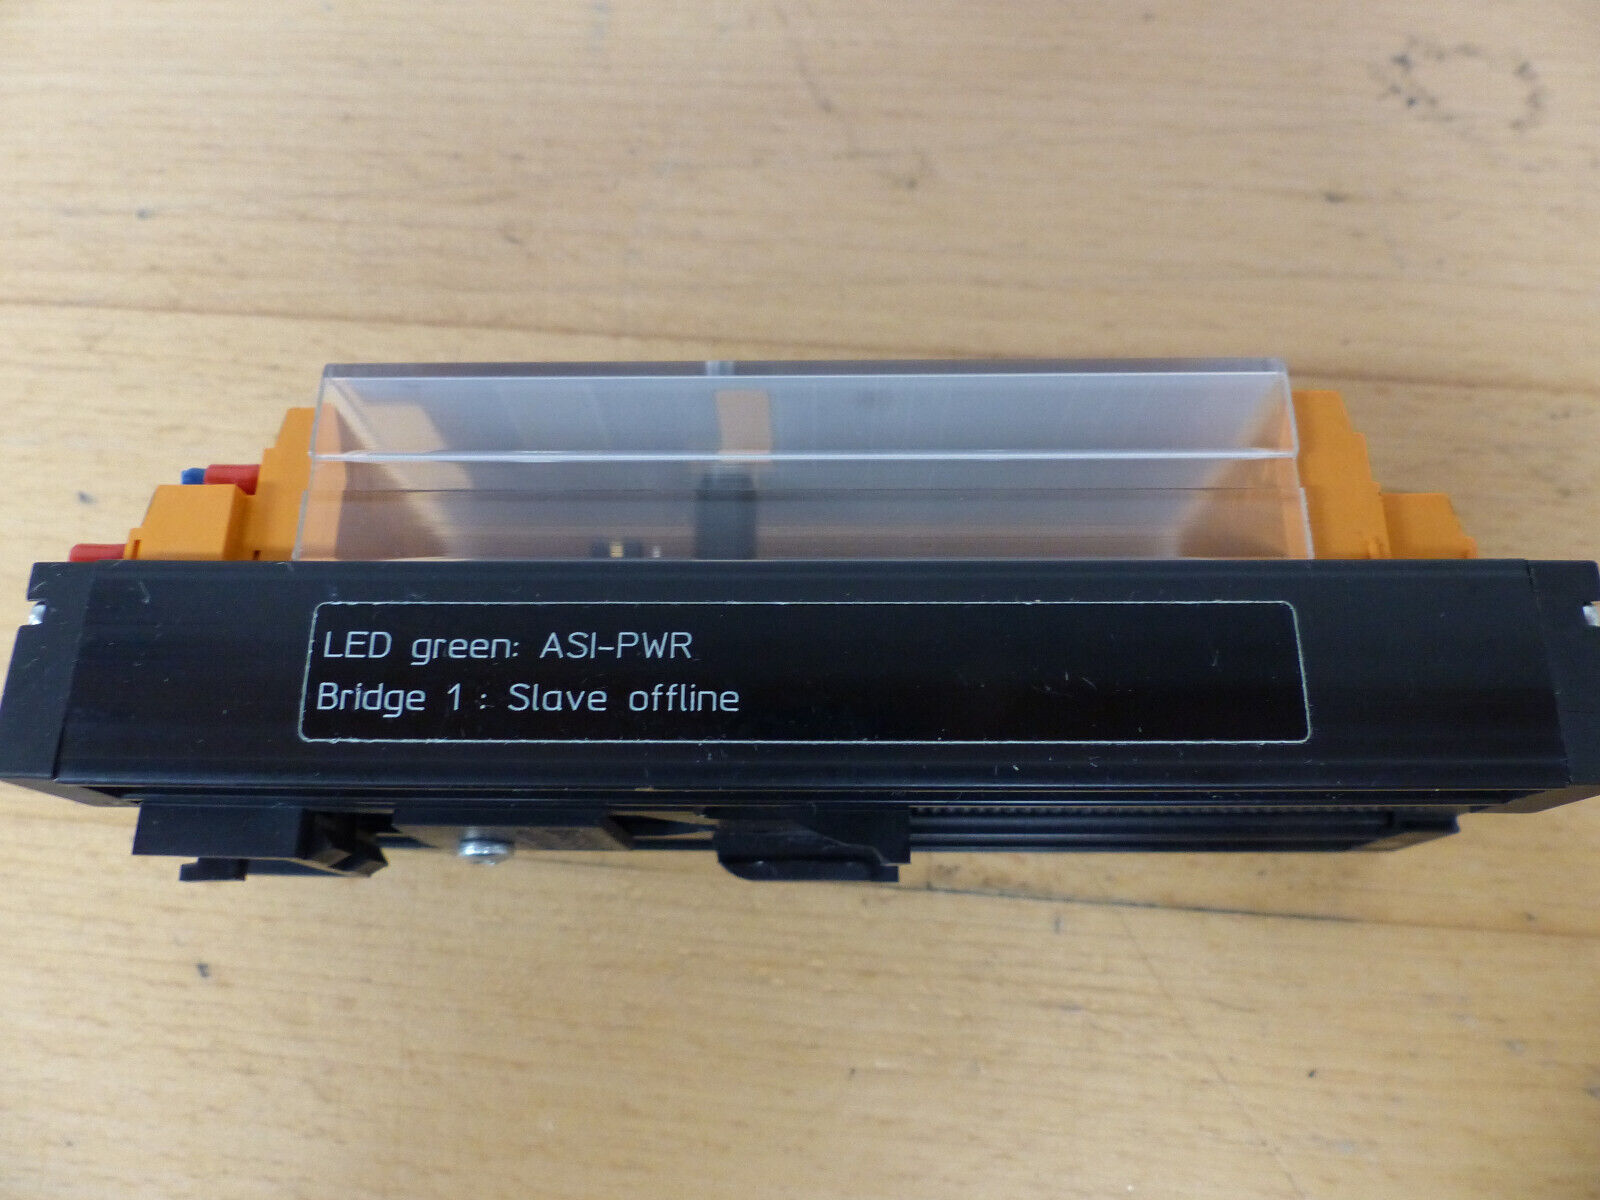 LED green: ASI-PWR
Bridge 1 : Slave offline